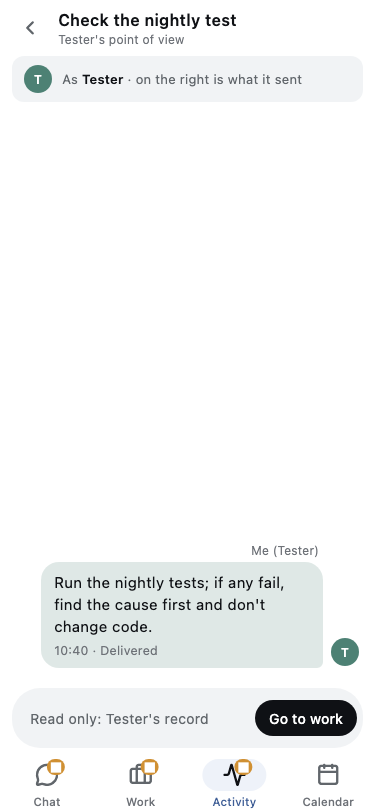 Check the nightly test
Tester's point of view
T
As Tester · on the right is what it sent
Me (Tester)
Run the nightly tests; if any fail,
find the cause first and don't
change code.
10:40 · Delivered
T
Read only: Tester's record
Go to work
Chat
Work
Activity
Calendar